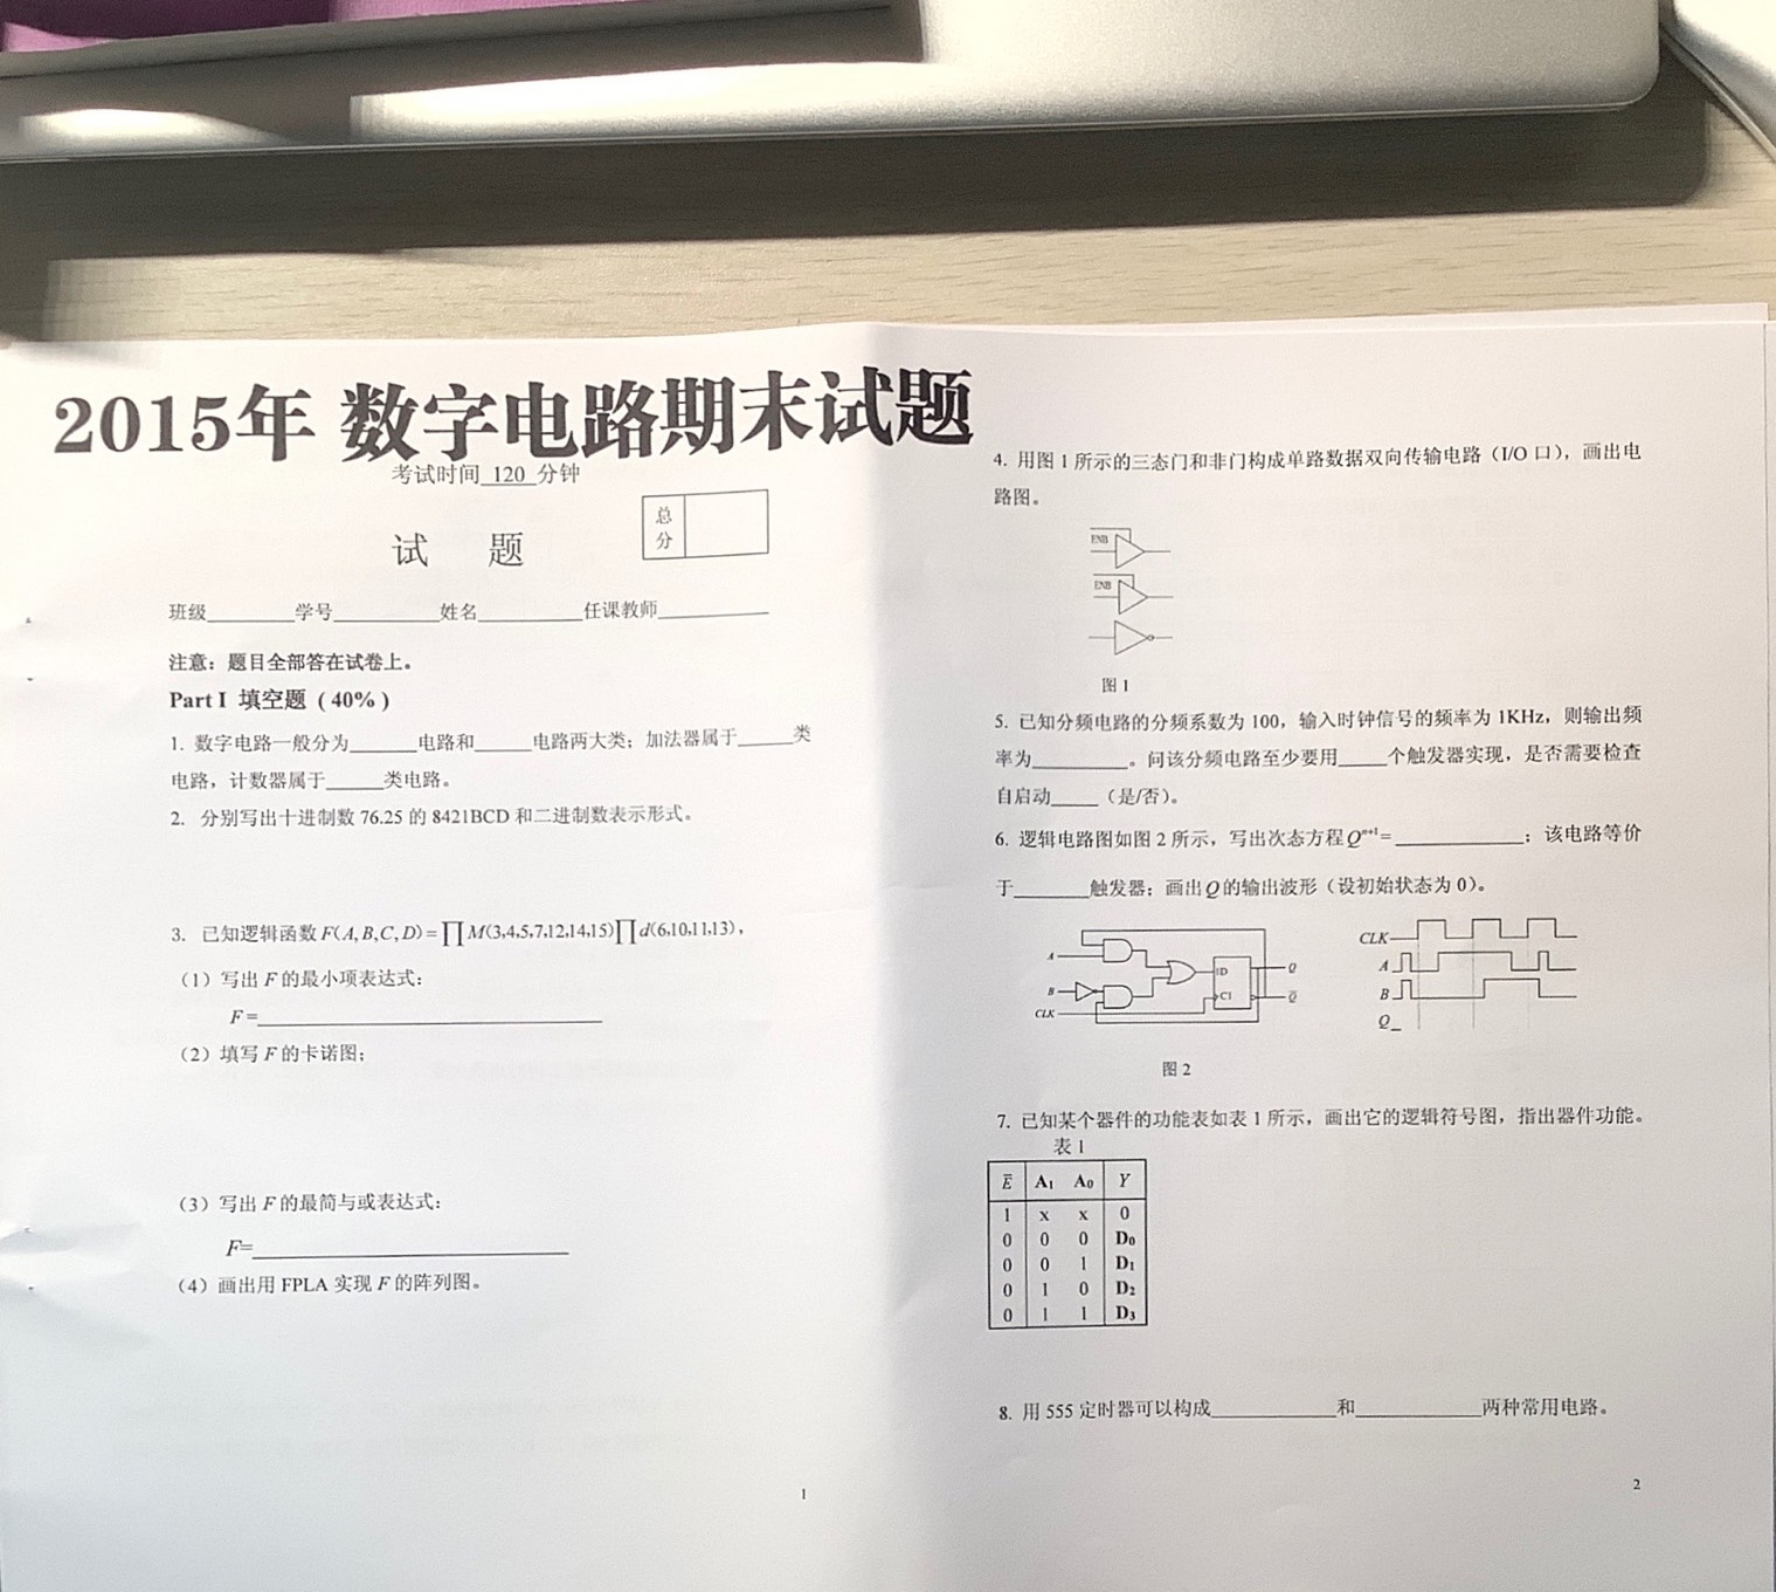 2015年 数字电路期末试题
考试时间 120 分钟
试 题
总分
班级________学号________姓名________任课教师________
注意：题目全部答在试卷上。
Part I 填空题 ( 40% )
1. 数字电路一般分为______电路和______电路两大类；加法器属于______类
电路，计数器属于______类电路。
2. 分别写出十进制数 76.25 的 8421BCD 和二进制数表示形式。
3. 已知逻辑函数 F(A,B,C,D)=∏M(3,4,5,7,12,14,15)∏d(6,10,11,13)，
（1）写出 F 的最小项表达式：
F=________________
（2）填写 F 的卡诺图；
（3）写出 F 的最简与或表达式：
F=________________
（4）画出用 FPLA 实现 F 的阵列图。
1
4. 用图 1 所示的三态门和非门构成单路数据双向传输电路（I/O 口），画出电
路图。
ENB
ENB
图 1
5. 已知分频电路的分频系数为 100，输入时钟信号的频率为 1KHz，则输出频
率为________。问该分频电路至少要用_____个触发器实现，是否需要检查
自启动_____（是/否）。
6. 逻辑电路图如图 2 所示，写出次态方程 Qⁿ⁺¹=____________；该电路等价
于________触发器；画出 Q 的输出波形（设初始状态为 0）。
A
B
CLK
1D
C1
Q
Q̅
CLK
A
B
Q
图 2
7. 已知某个器件的功能表如表 1 所示，画出它的逻辑符号图，指出器件功能。
表 1
E̅ A₁ A₀ Y
1 x x 0
0 0 0 D₀
0 0 1 D₁
0 1 0 D₂
0 1 1 D₃
8. 用 555 定时器可以构成____________和____________两种常用电路。
2